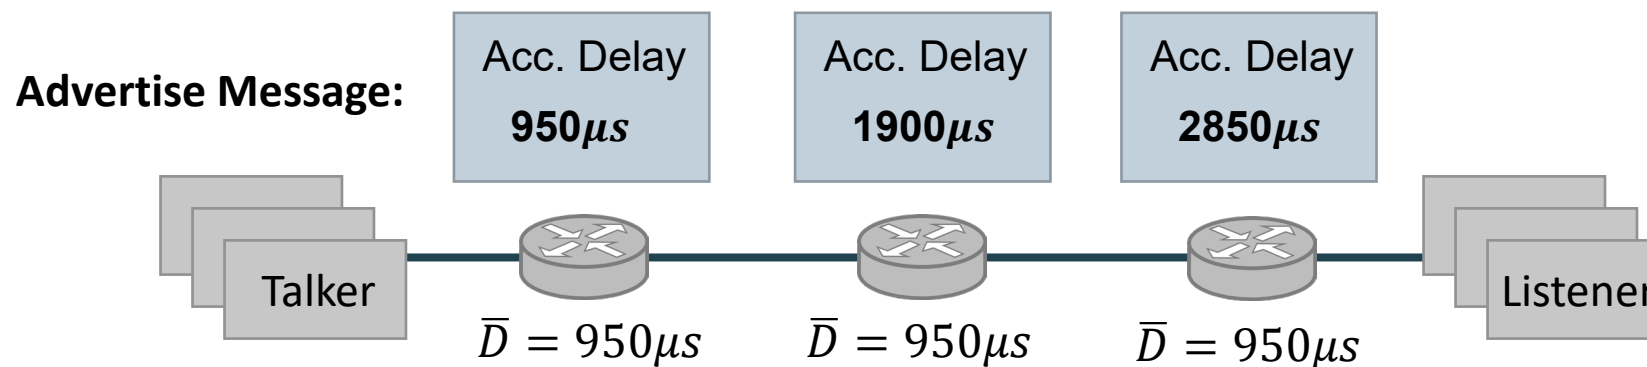 Advertise Message:
Acc. Delay
950μs
Acc. Delay
1900μs
Acc. Delay
2850μs
Talker
Listener
D̅ = 950μs
D̅ = 950μs
D̅ = 950μs